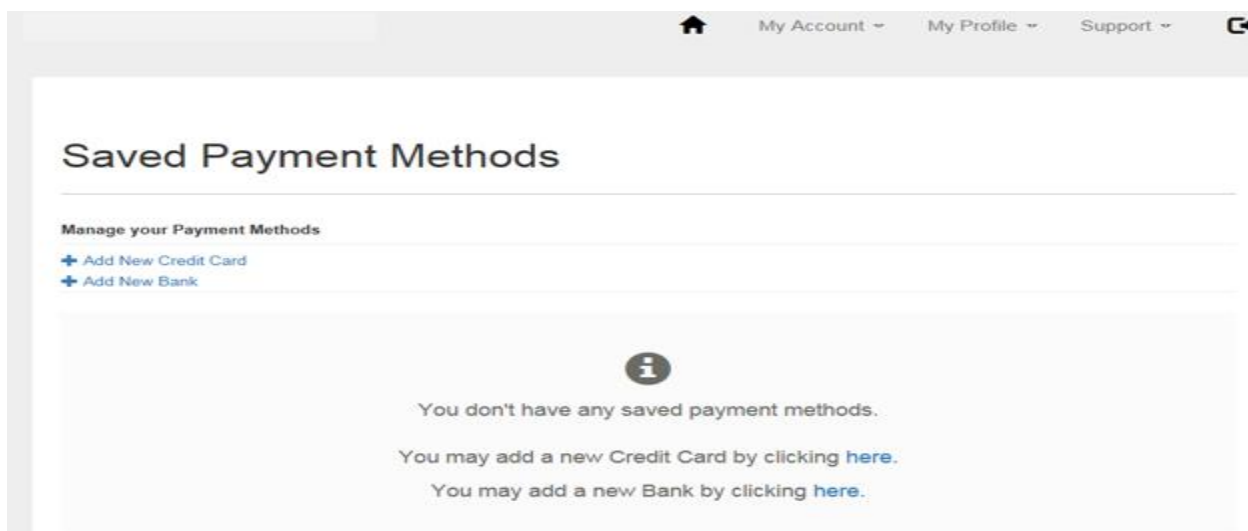 My Account My Profile Support
Saved Payment Methods
Manage your Payment Methods
Add New Credit Card
Add New Bank
You don't have any saved payment methods.
You may add a new Credit Card by clicking here.
You may add a new Bank by clicking here.